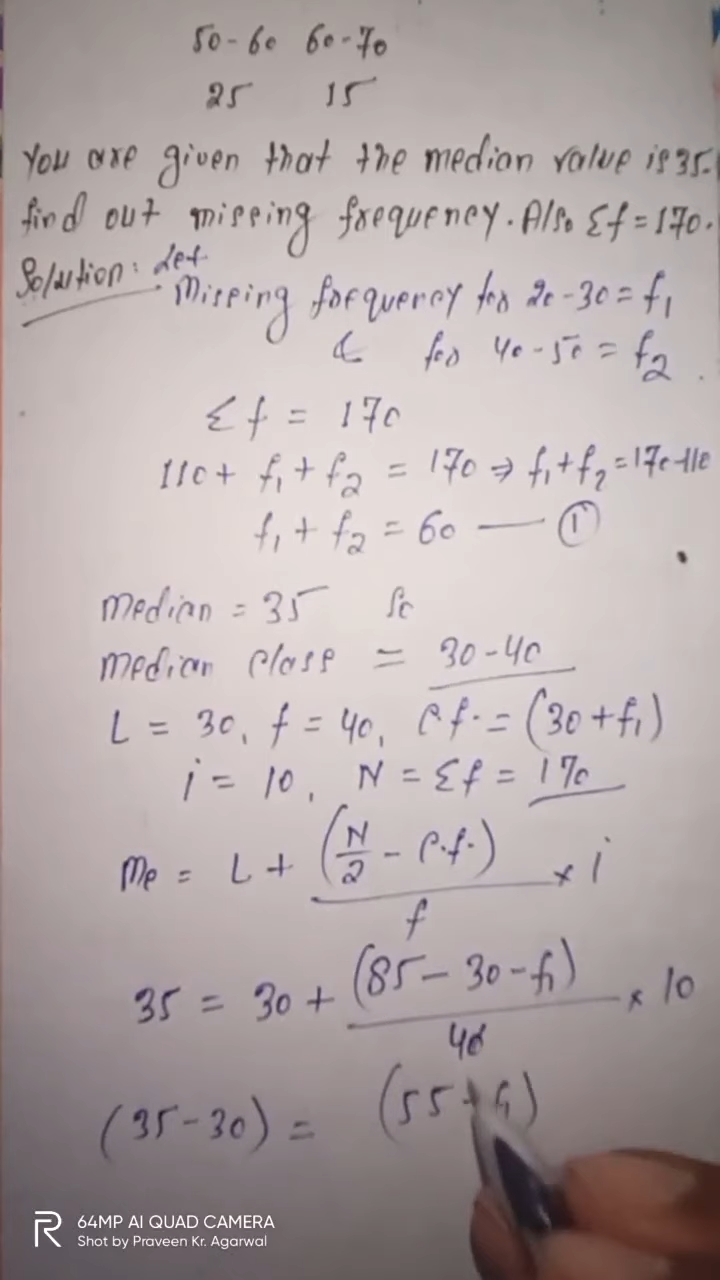 50-60 60-70
25 15
You are given that the median value is 35.
find out missing frequency. Also Σf = 170.
Solution: Let
Missing frequency for 20-30 = f₁
& for 40-50 = f₂
Σf = 170
110 + f₁ + f₂ = 170 ⇒ f₁ + f₂ = 170-110
f₁ + f₂ = 60 — ①
Median = 35 So
Median class = 30-40
L = 30, f = 40, c.f. = (30 + f₁)
i = 10, N = Σf = 170
Me = L + (N/2 - c.f.)/f × i
35 = 30 + (85 - 30 - f₁)/40 × 10
(35-30) = (55
64MP AI QUAD CAMERA
Shot by Praveen Kr. Agarwal